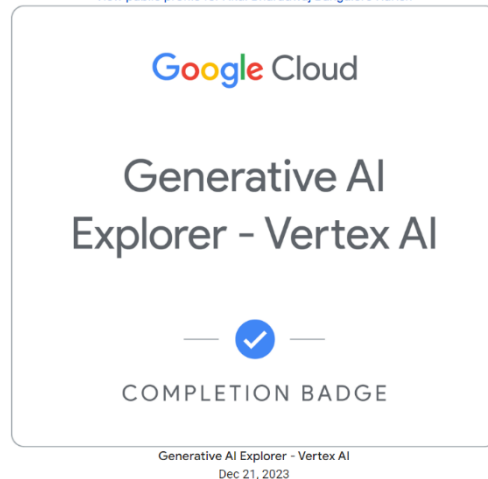 Google Cloud
Generative AI
Explorer - Vertex AI
COMPLETION BADGE
Generative AI Explorer - Vertex AI
Dec 21, 2023